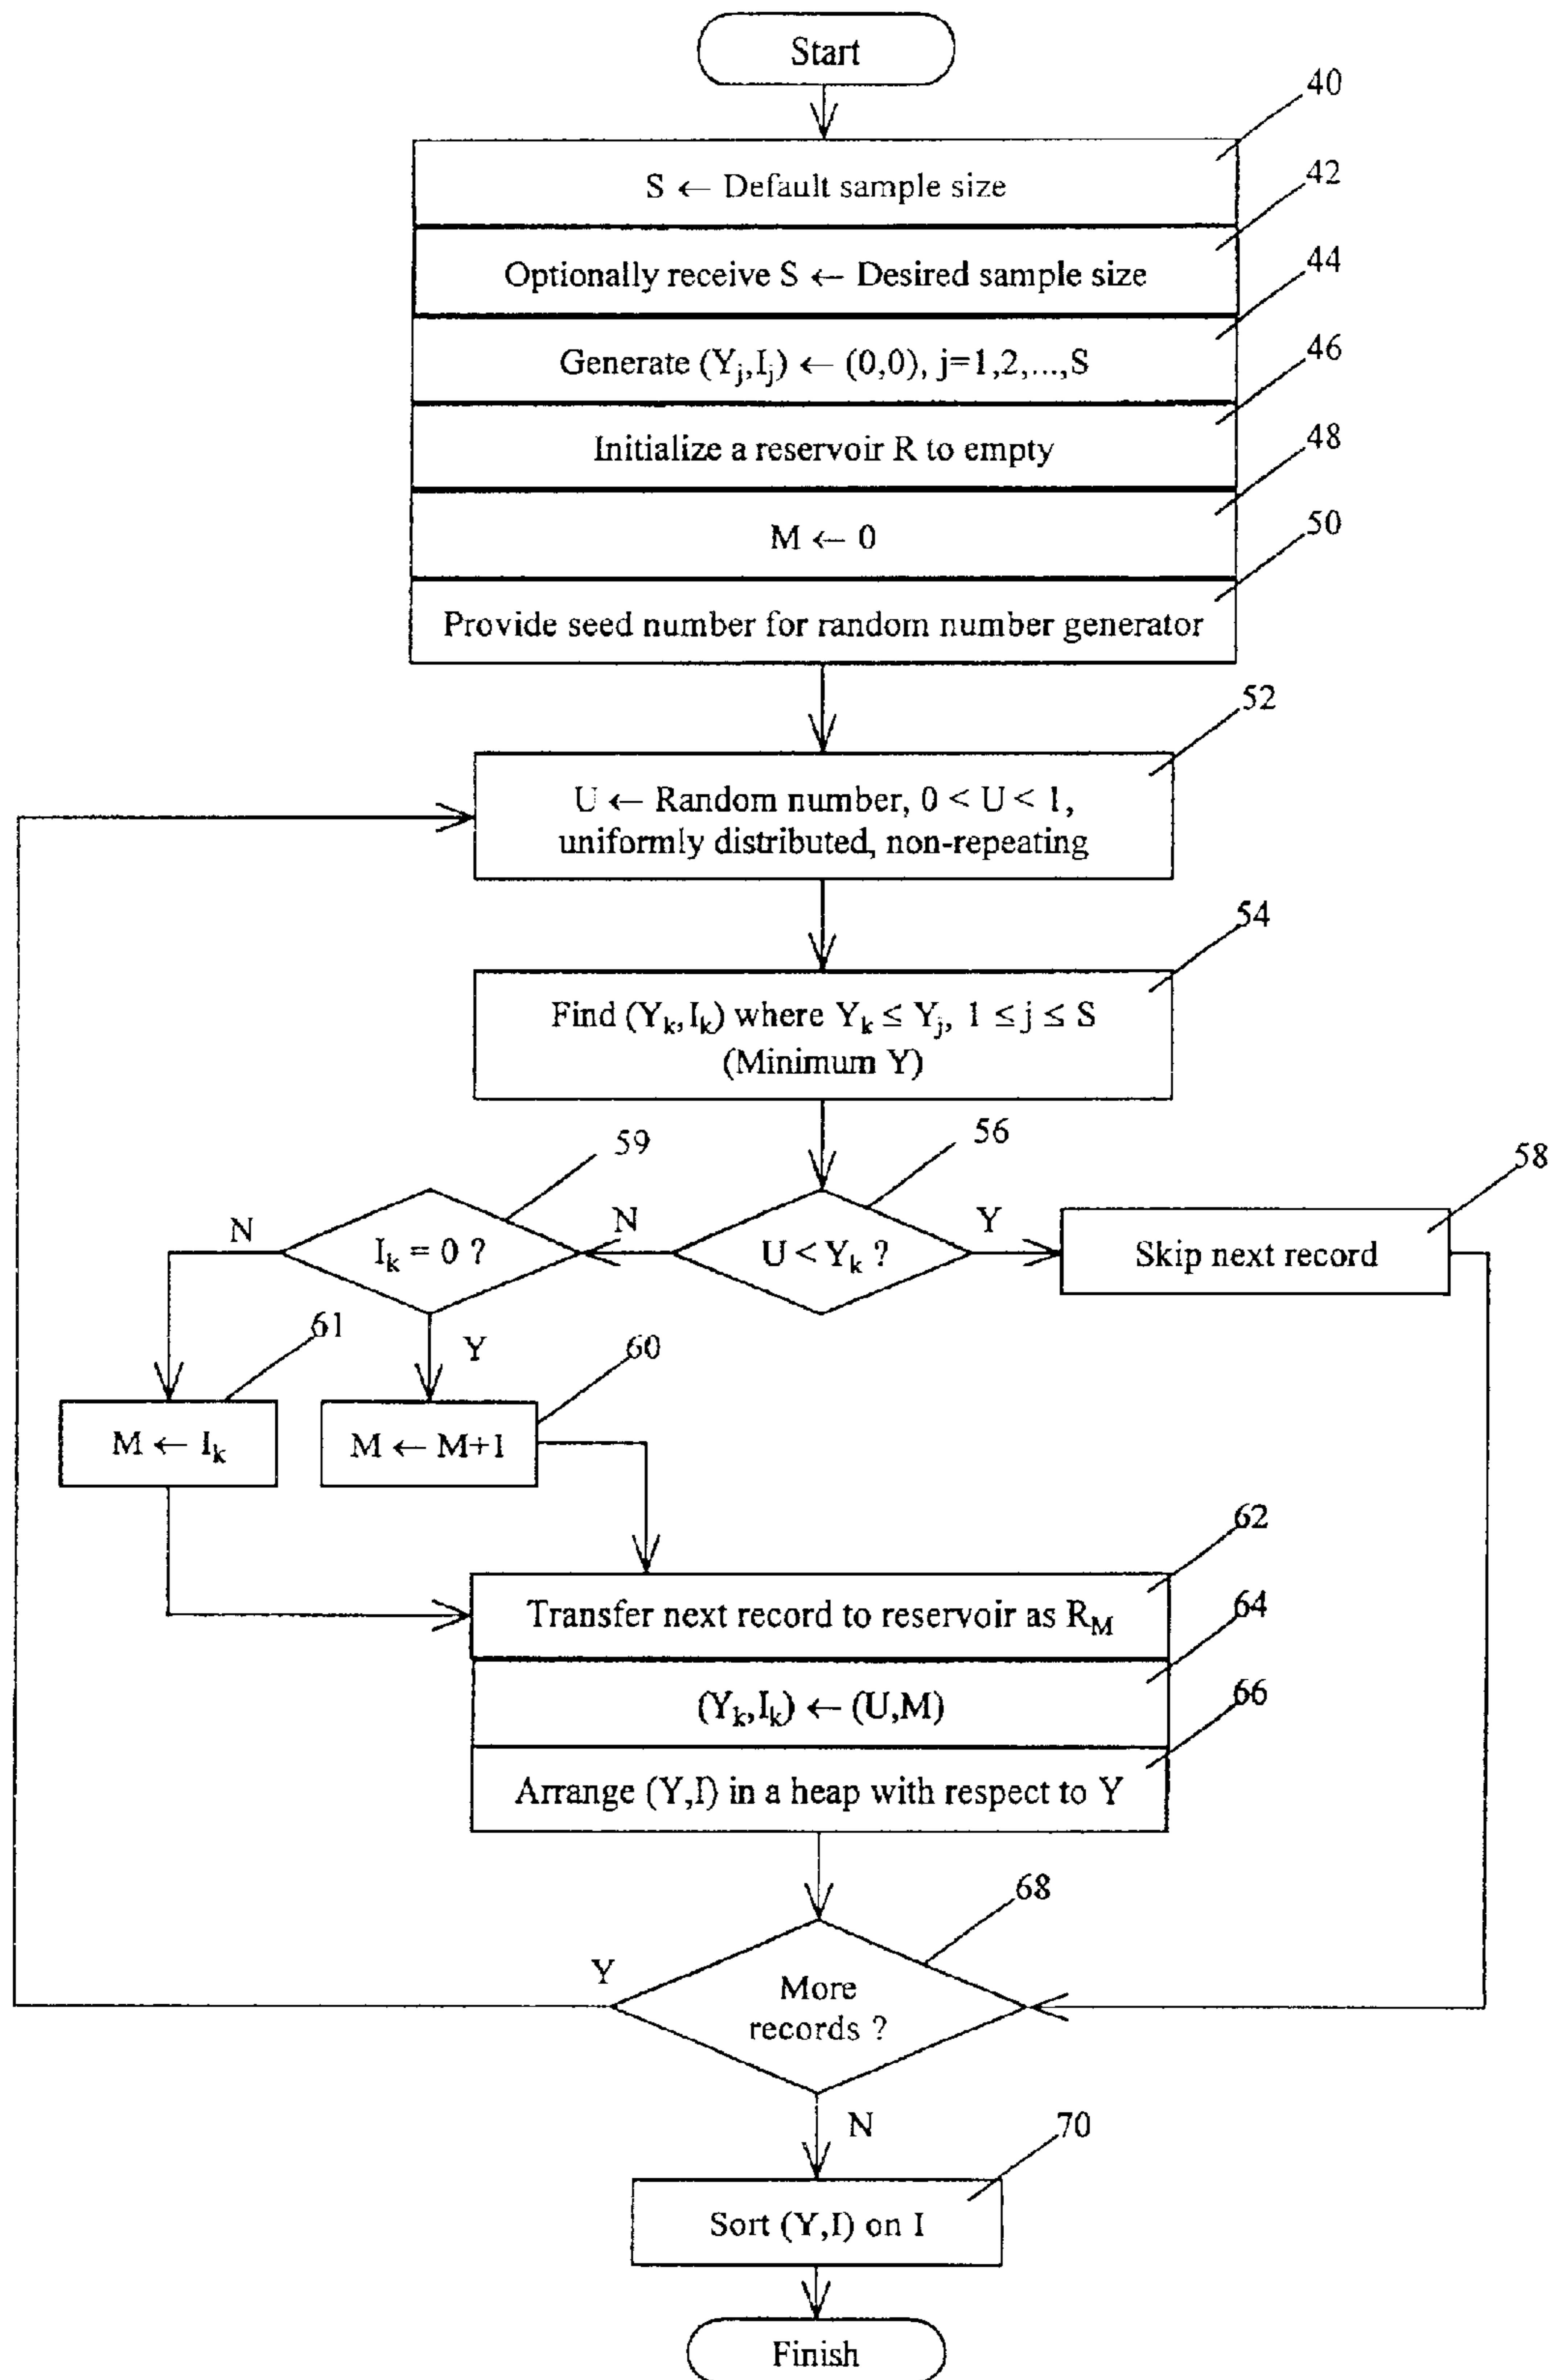 Start
40
S ← Default sample size
42
Optionally receive S ← Desired sample size
44
Generate (Yj,Ij) ← (0,0), j=1,2,...,S
46
Initialize a reservoir R to empty
48
M ← 0
50
Provide seed number for random number generator
52
U ← Random number, 0 < U < 1,
uniformly distributed, non-repeating
54
Find (Yk,Ik) where Yk ≤ Yj, 1 ≤ j ≤ S
(Minimum Y)
59
56
58
N
Ik = 0 ?
N
U < Yk ?
Y
Skip next record
61
Y
60
M ← Ik
M ← M+1
62
Transfer next record to reservoir as RM
64
(Yk,Ik) ← (U,M)
66
Arrange (Y,I) in a heap with respect to Y
68
Y
More
records ?
N
70
Sort (Y,I) on I
Finish